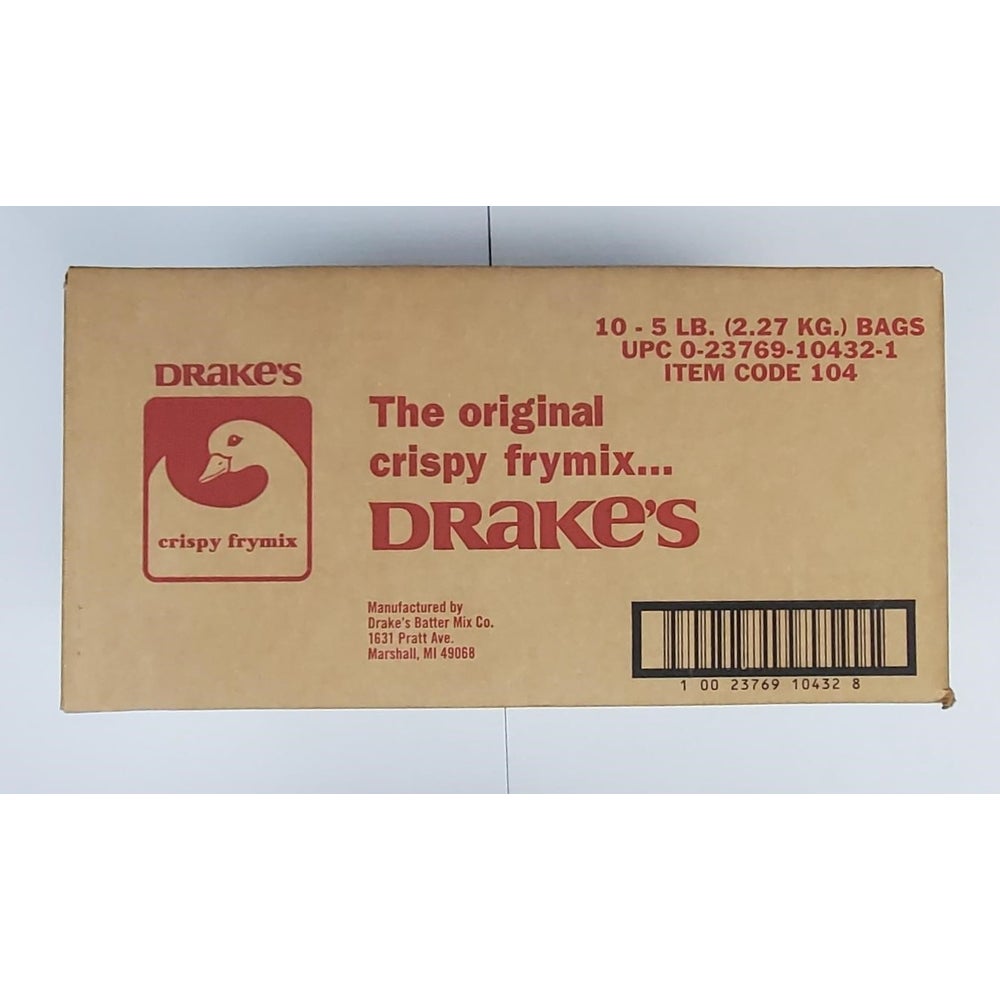 10 - 5 LB. (2.27 KG.) BAGS
UPC 0-23769-10432-1
ITEM CODE 104
DRAKE'S
crispy frymix
The original
crispy frymix...
DRAKE'S
Manufactured by
Drake's Batter Mix Co.
1631 Pratt Ave.
Marshall, MI 49068
1 00 23769 10432 8